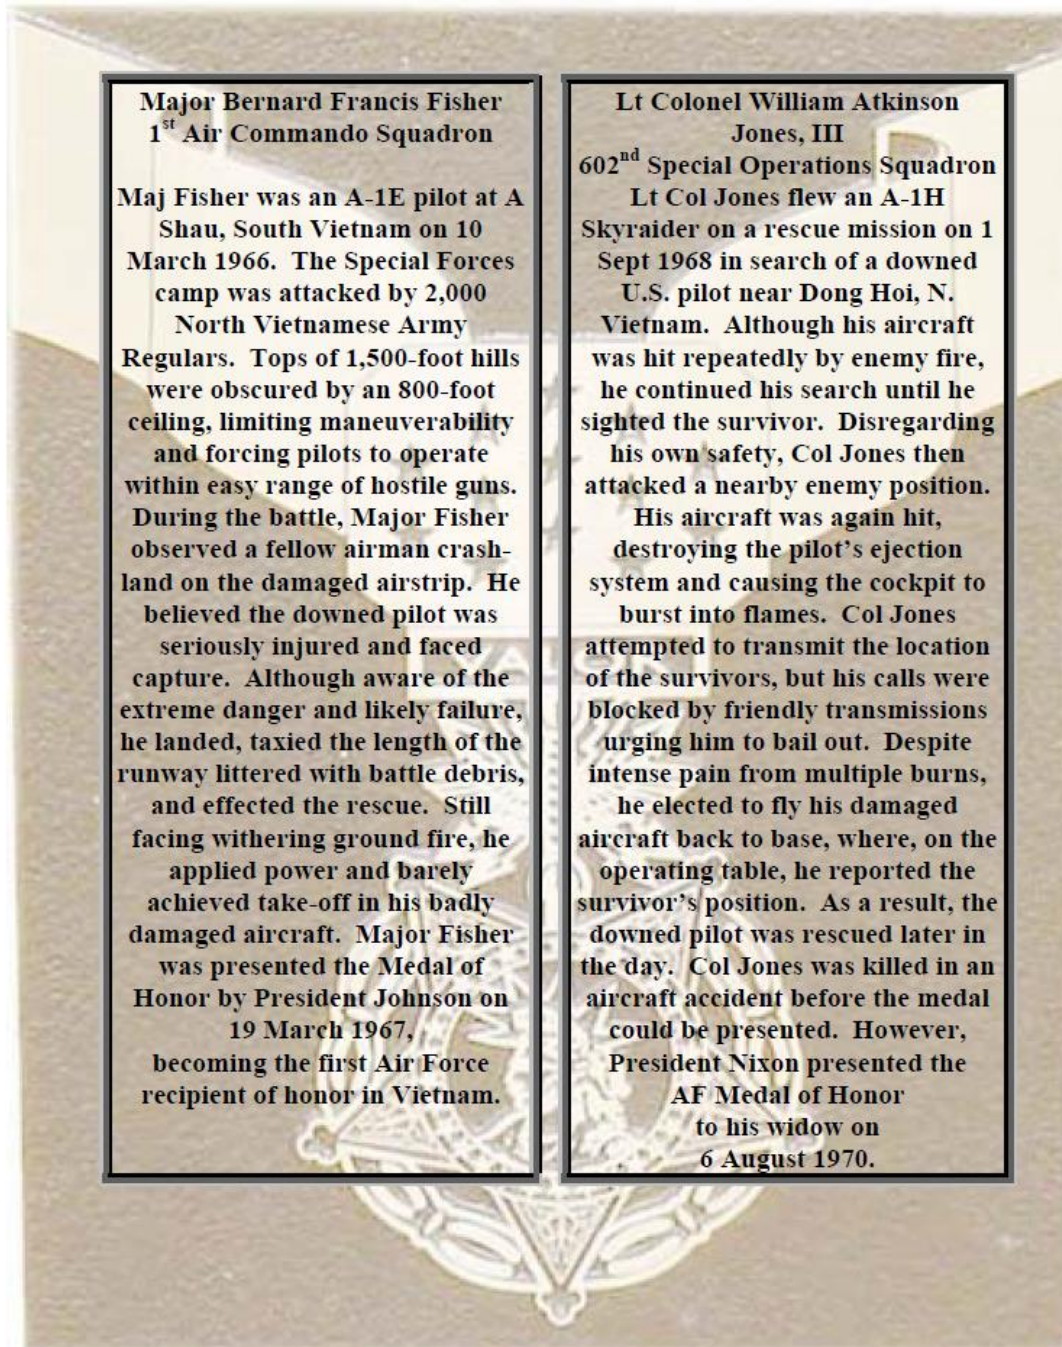 Major Bernard Francis Fisher
1st Air Commando Squadron
Maj Fisher was an A-1E pilot at A
Shau, South Vietnam on 10
March 1966.  The Special Forces
camp was attacked by 2,000
North Vietnamese Army
Regulars.  Tops of 1,500-foot hills
were obscured by an 800-foot
ceiling, limiting maneuverability
and forcing pilots to operate
within easy range of hostile guns.
During the battle, Major Fisher
observed a fellow airman crash-
land on the damaged airstrip.  He
believed the downed pilot was
seriously injured and faced
capture.  Although aware of the
extreme danger and likely failure,
he landed, taxied the length of the
runway littered with battle debris,
and effected the rescue.  Still
facing withering ground fire, he
applied power and barely
achieved take-off in his badly
damaged aircraft.  Major Fisher
was presented the Medal of
Honor by President Johnson on
19 March 1967,
becoming the first Air Force
recipient of honor in Vietnam.
Lt Colonel William Atkinson
Jones, III
602nd Special Operations Squadron
Lt Col Jones flew an A-1H
Skyraider on a rescue mission on 1
Sept 1968 in search of a downed
U.S. pilot near Dong Hoi, N.
Vietnam.  Although his aircraft
was hit repeatedly by enemy fire,
he continued his search until he
sighted the survivor.  Disregarding
his own safety, Col Jones then
attacked a nearby enemy position.
His aircraft was again hit,
destroying the pilot's ejection
system and causing the cockpit to
burst into flames.  Col Jones
attempted to transmit the location
of the survivors, but his calls were
blocked by friendly transmissions
urging him to bail out.  Despite
intense pain from multiple burns,
he elected to fly his damaged
aircraft back to base, where, on the
operating table, he reported the
survivor's position.  As a result, the
downed pilot was rescued later in
the day.  Col Jones was killed in an
aircraft accident before the medal
could be presented.  However,
President Nixon presented the
AF Medal of Honor
to his widow on
6 August 1970.
VALOR